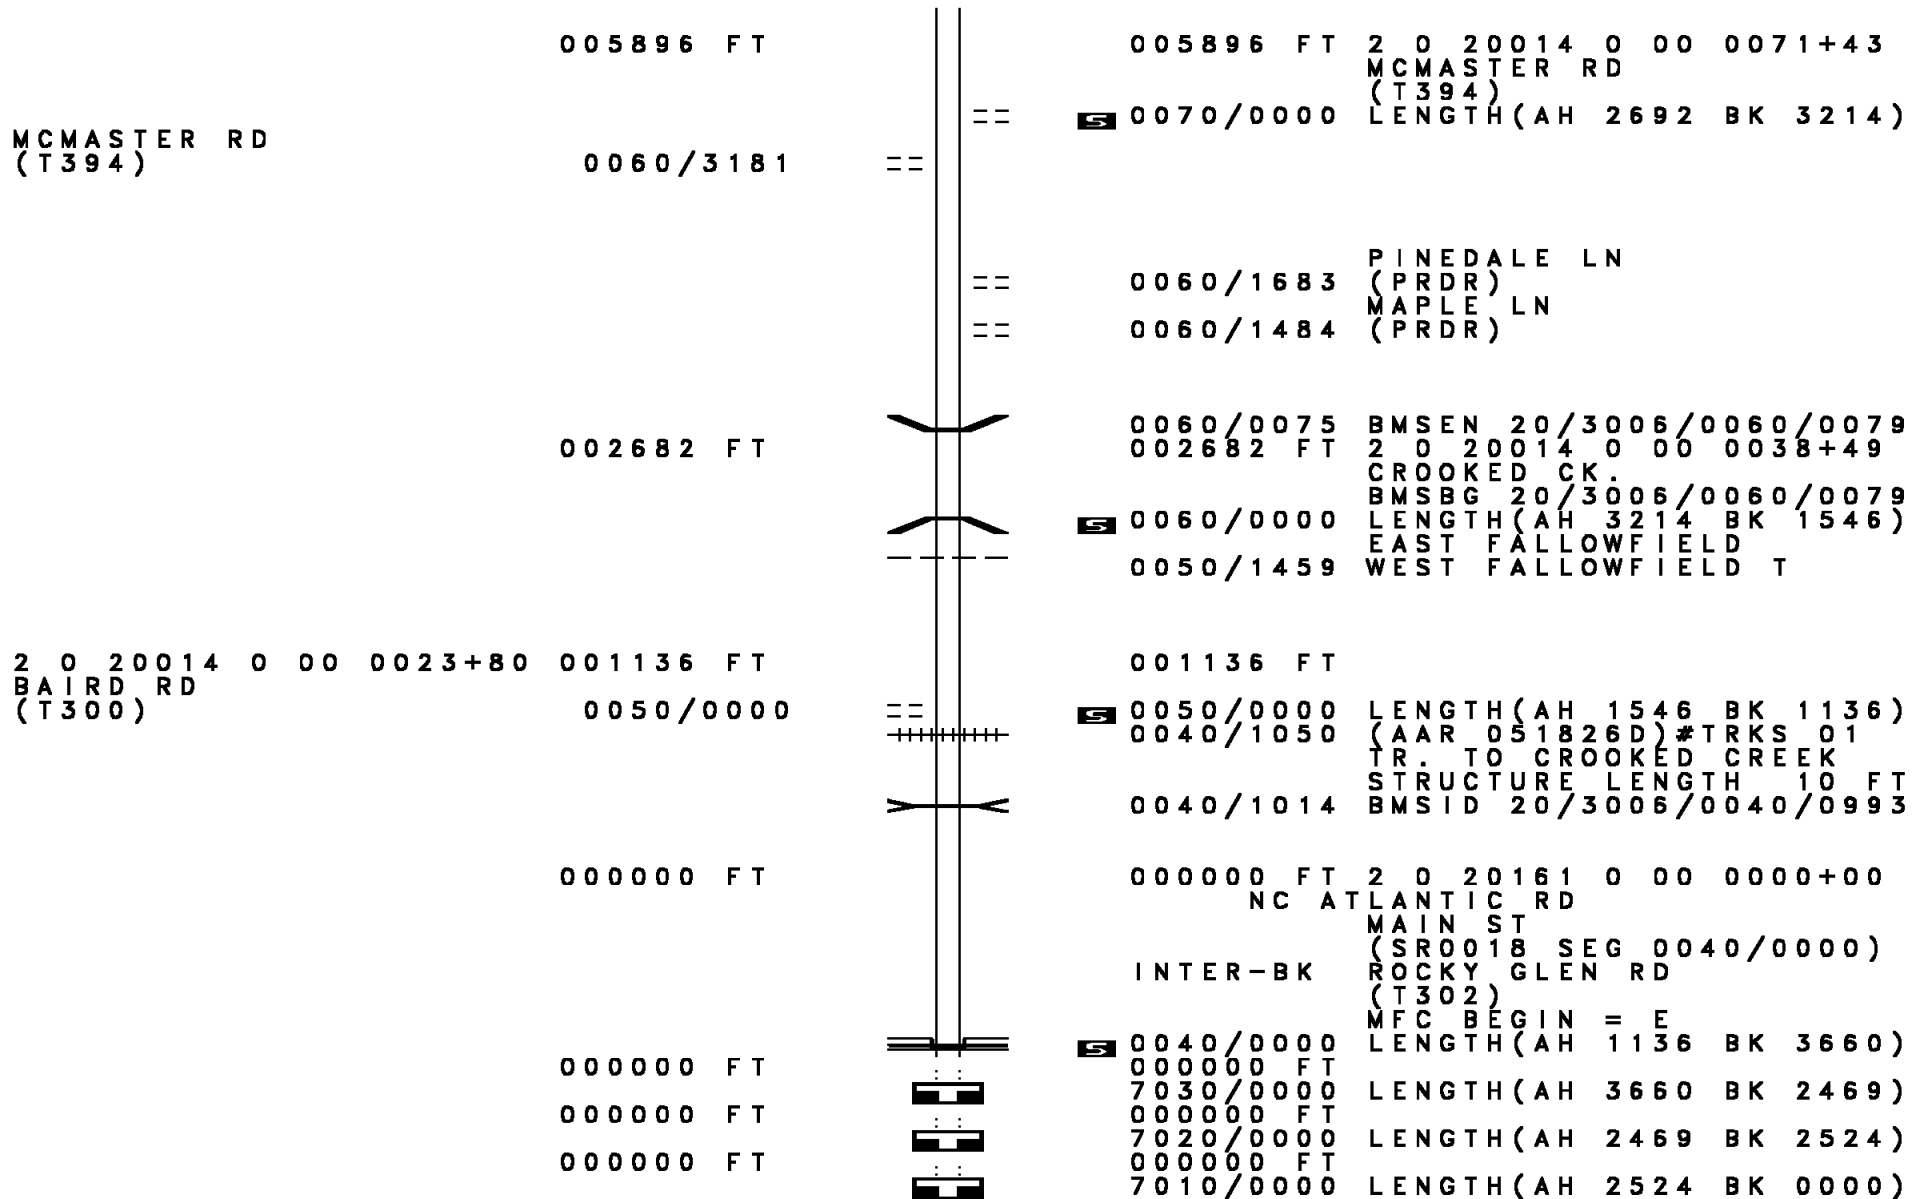 005896 FT 005896 FT 2 0 20014 0 00 0071+43
MCMASTER RD
(T394)
S 0070/0000 LENGTH(AH 2692 BK 3214)
MCMASTER RD
(T394) 0060/3181
PINEDALE LN
0060/1683 (PRDR)
MAPLE LN
0060/1484 (PRDR)
0060/0075 BMSEN 20/3006/0060/0079
002682 FT 002682 FT 2 0 20014 0 00 0038+49
CROOKED CK.
BMSBG 20/3006/0060/0079
S 0060/0000 LENGTH(AH 3214 BK 1546)
EAST FALLOWFIELD
0050/1459 WEST FALLOWFIELD T
2 0 20014 0 00 0023+80 001136 FT 001136 FT
BAIRD RD
(T300) 0050/0000 S 0050/0000 LENGTH(AH 1546 BK 1136)
0040/1050 (AAR 051826D)#TRKS 01
TR. TO CROOKED CREEK
STRUCTURE LENGTH 10 FT
0040/1014 BMSID 20/3006/0040/0993
000000 FT 000000 FT 2 0 20161 0 00 0000+00
NC ATLANTIC RD
MAIN ST
(SR0018 SEG 0040/0000)
INTER-BK ROCKY GLEN RD
(T302)
MFC BEGIN = E
S 0040/0000 LENGTH(AH 1136 BK 3660)
000000 FT 000000 FT
7030/0000 LENGTH(AH 3660 BK 2469)
000000 FT 000000 FT
7020/0000 LENGTH(AH 2469 BK 2524)
000000 FT 000000 FT
7010/0000 LENGTH(AH 2524 BK 0000)